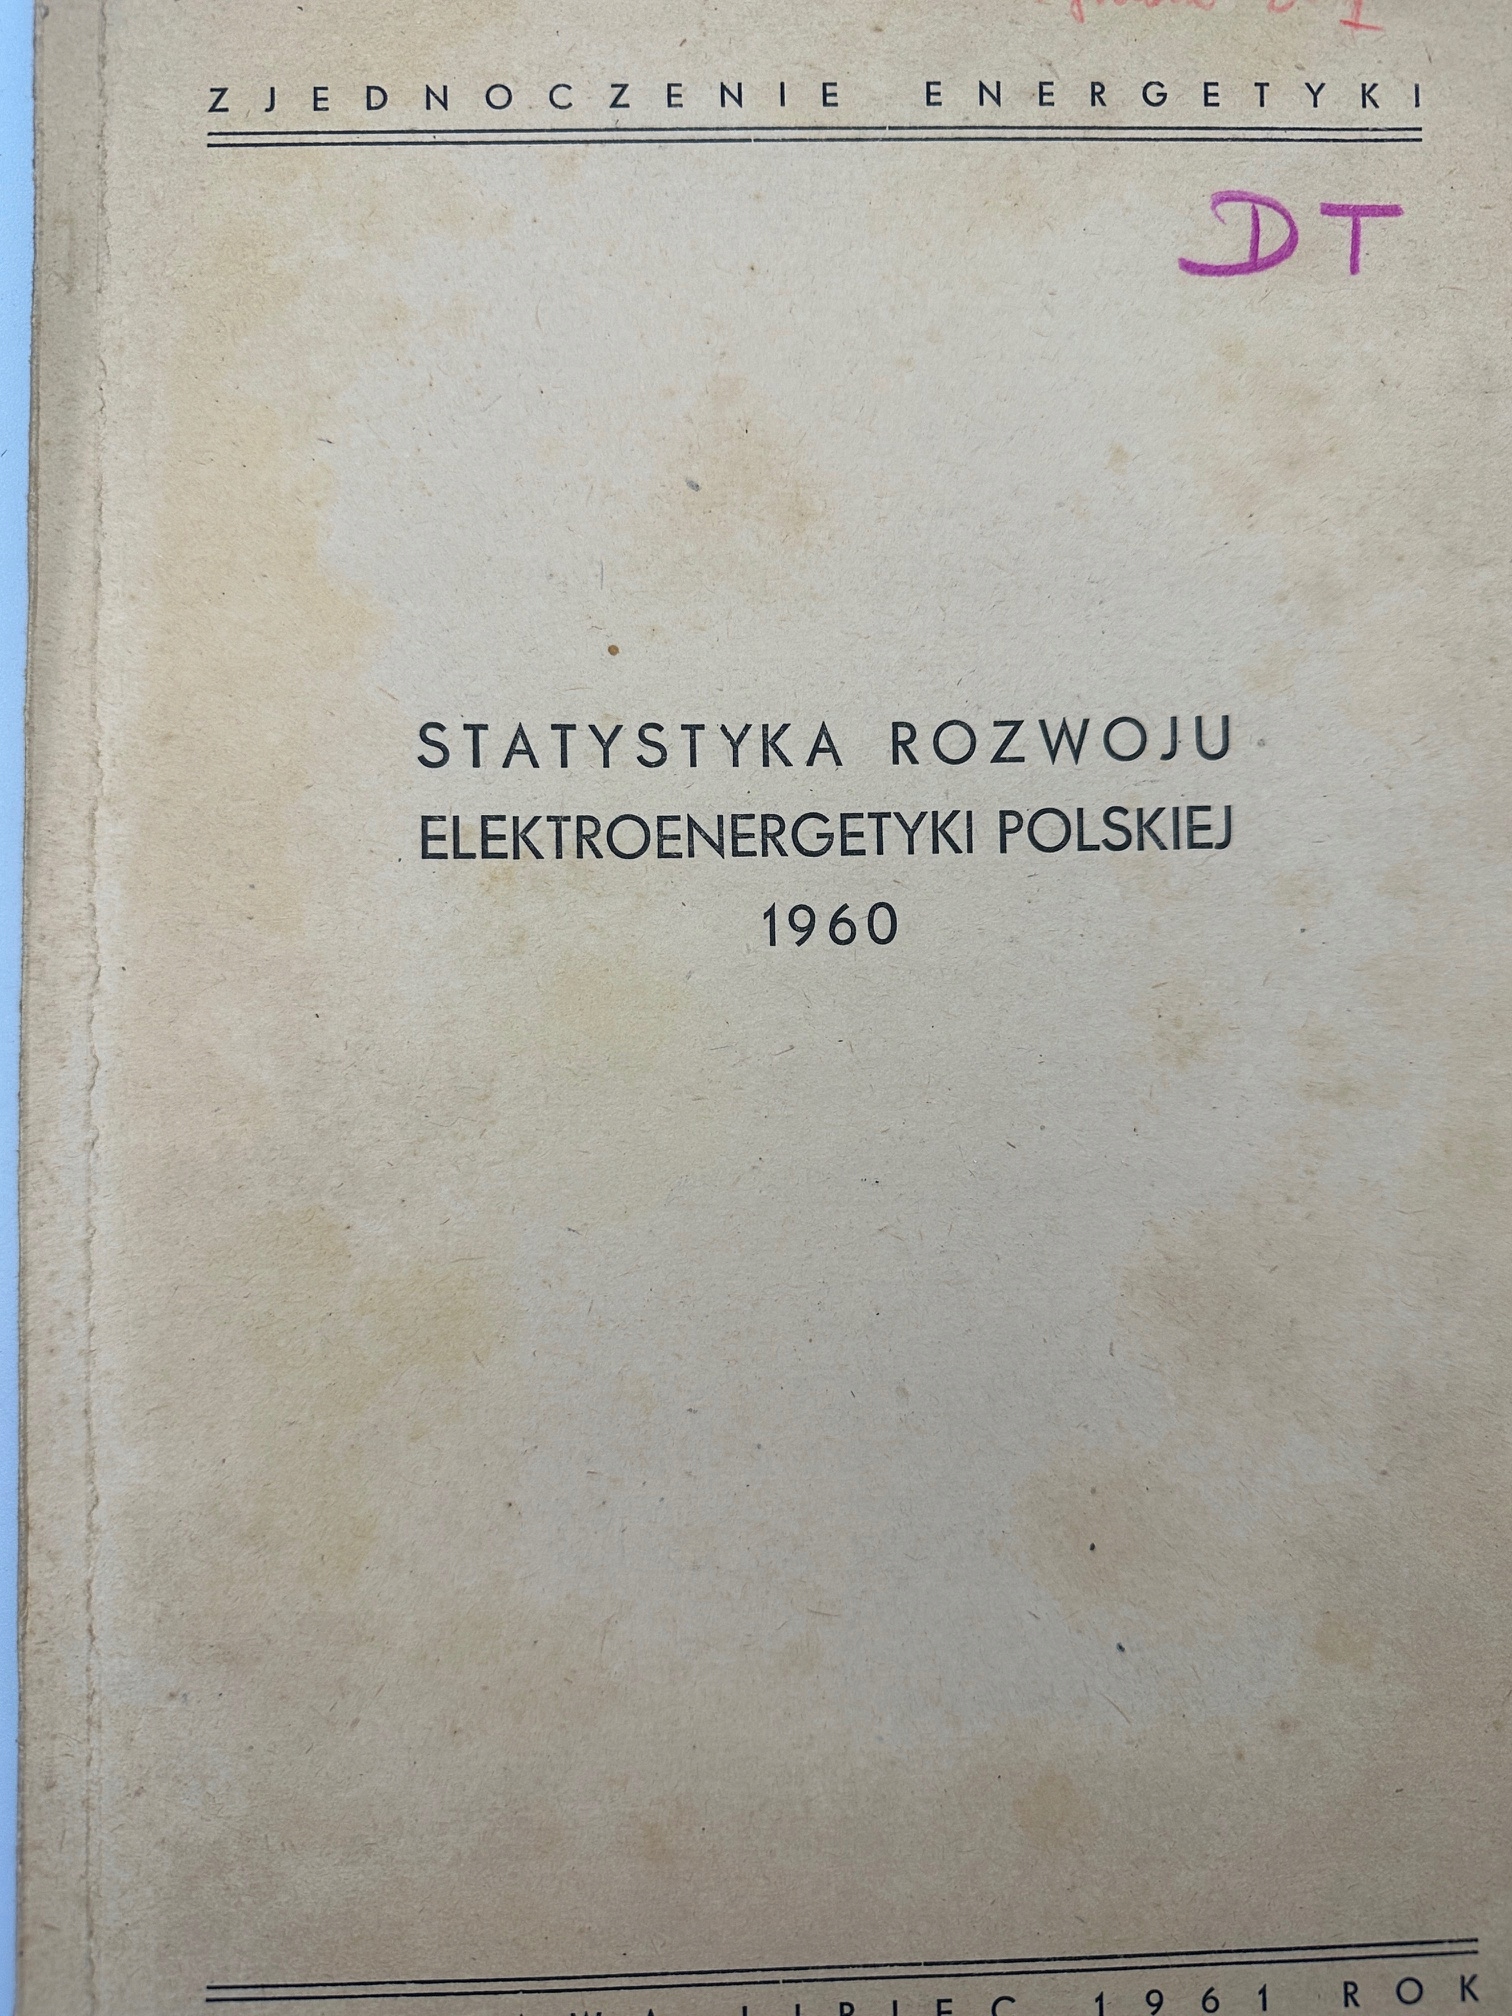 ZJEDNOCZENIE ENERGETYKI
DT
STATYSTYKA ROZWOJU
ELEKTROENERGETYKI POLSKIEJ
1960
LIPIEC 1961 ROK